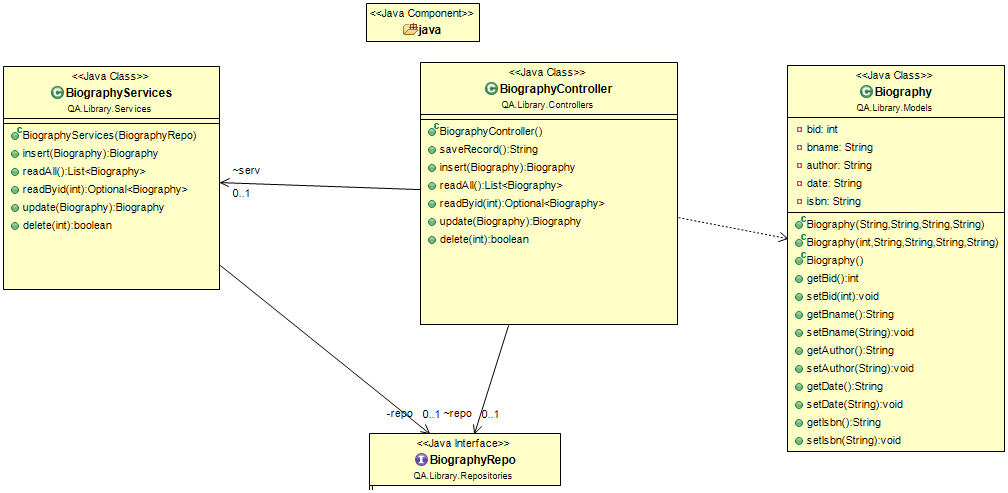 <<Java Component>>
java
<<Java Class>>
BiographyServices
QA.Library.Services
BiographyServices(BiographyRepo)
insert(Biography):Biography
readAll():List<Biography>
readByid(int):Optional<Biography>
update(Biography):Biography
delete(int):boolean
~serv
0..1
<<Java Class>>
BiographyController
QA.Library.Controllers
BiographyController()
saveRecord():String
insert(Biography):Biography
readAll():List<Biography>
readByid(int):Optional<Biography>
update(Biography):Biography
delete(int):boolean
<<Java Class>>
Biography
QA.Library.Models
bid: int
bname: String
author: String
date: String
isbn: String
Biography(String,String,String,String)
Biography(int,String,String,String,String)
Biography()
getBid():int
setBid(int):void
getBname():String
setBname(String):void
getAuthor():String
setAuthor(String):void
getDate():String
setDate(String):void
getIsbn():String
setIsbn(String):void
-repo 0..1 ~repo 0..1
<<Java Interface>>
BiographyRepo
QA.Library.Repositories